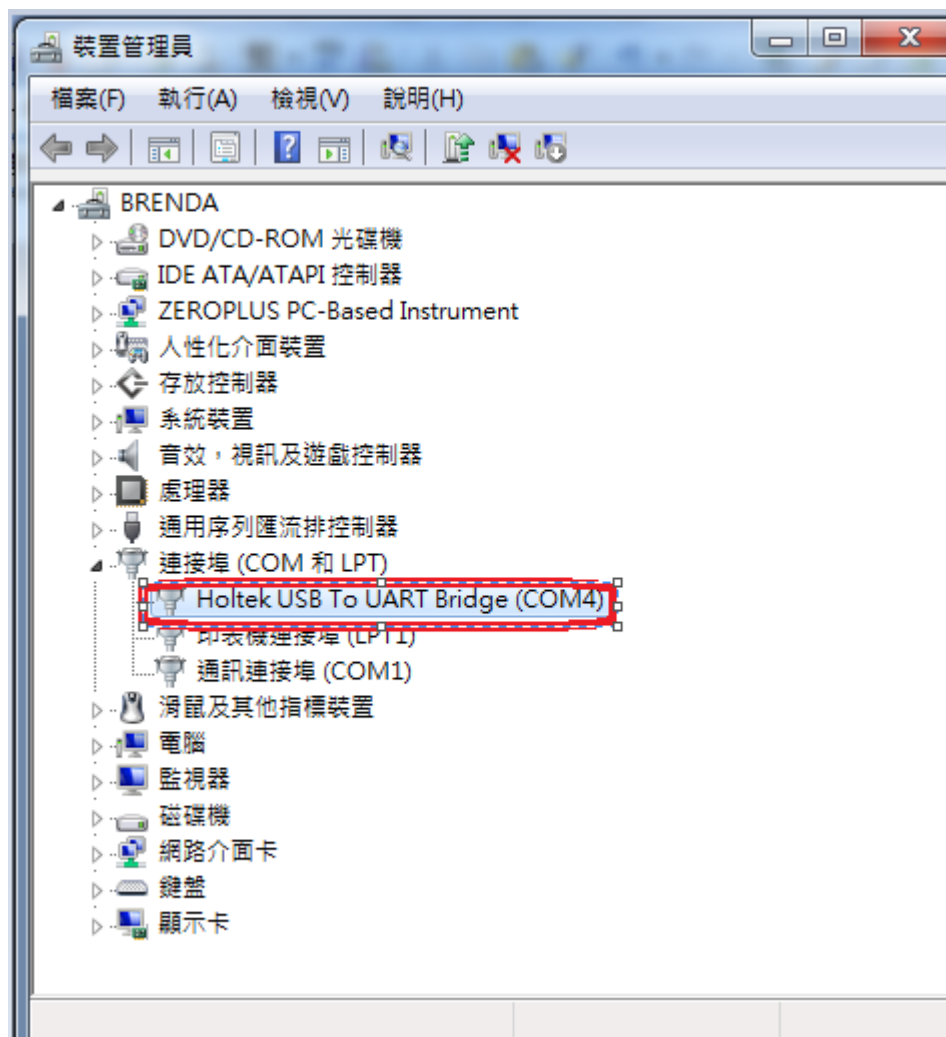 裝置管理員
檔案(F) 執行(A) 檢視(V) 說明(H)
BRENDA
DVD/CD-ROM 光碟機
IDE ATA/ATAPI 控制器
ZEROPLUS PC-Based Instrument
人性化介面裝置
存放控制器
系統裝置
音效，視訊及遊戲控制器
處理器
通用序列匯流排控制器
連接埠 (COM 和 LPT)
Holtek USB To UART Bridge (COM4)
印表機連接埠 (LPT1)
通訊連接埠 (COM1)
滑鼠及其他指標裝置
電腦
監視器
磁碟機
網路介面卡
鍵盤
顯示卡